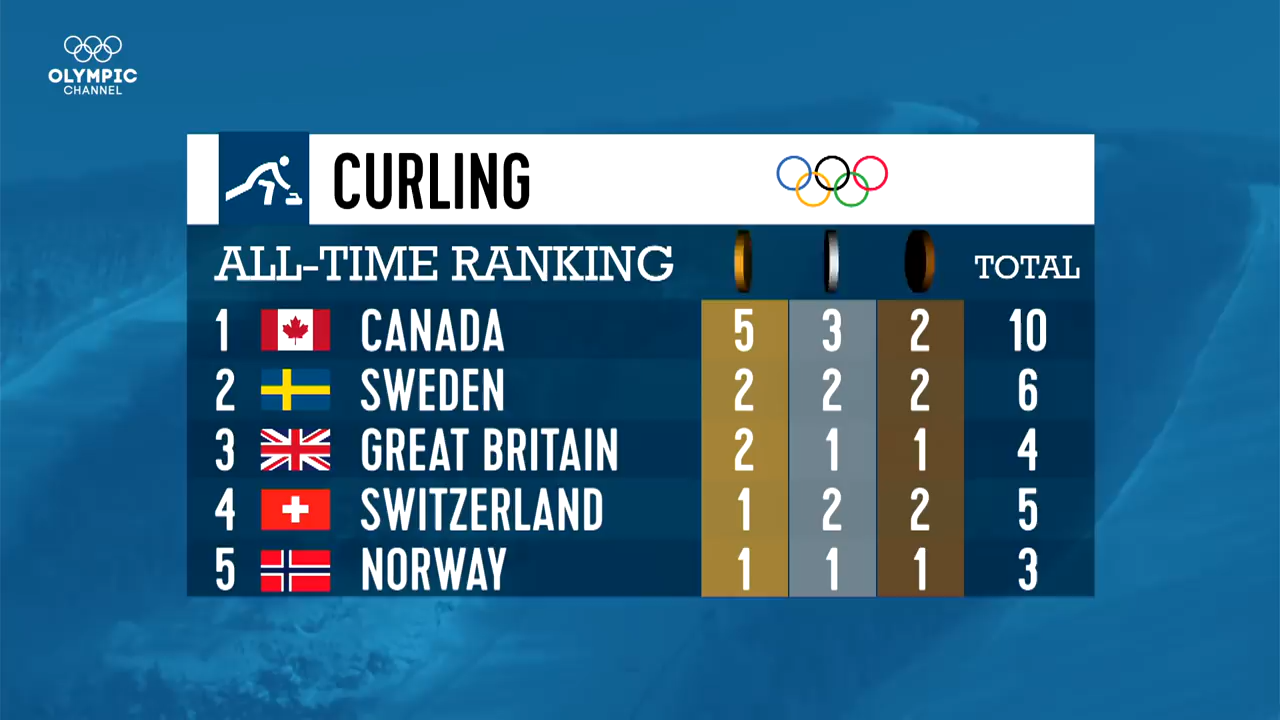 OLYMPIC
CHANNEL
CURLING
ALL-TIME RANKING TOTAL
1 CANADA 5 3 2 10
2 SWEDEN 2 2 2 6
3 GREAT BRITAIN 2 1 1 4
4 SWITZERLAND 1 2 2 5
5 NORWAY 1 1 1 3